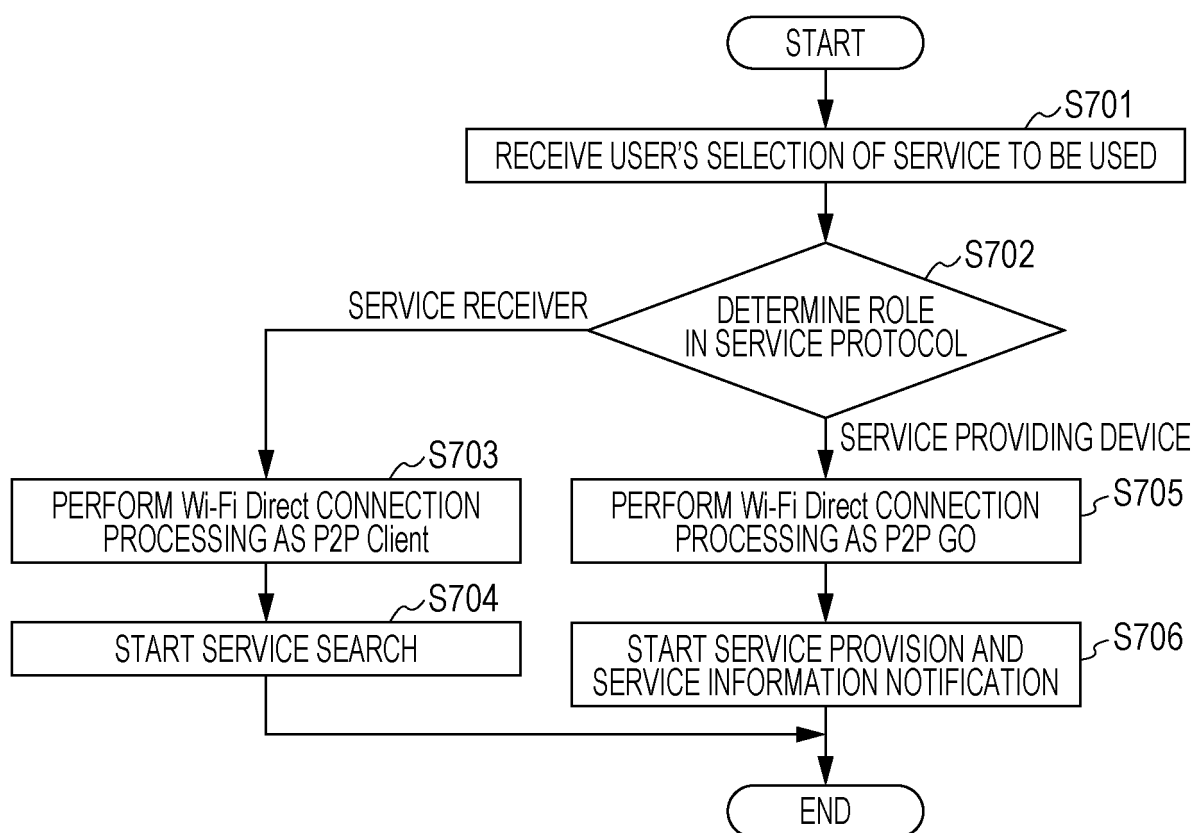 START
S701
RECEIVE USER'S SELECTION OF SERVICE TO BE USED
S702
DETERMINE ROLE
IN SERVICE PROTOCOL
SERVICE RECEIVER
SERVICE PROVIDING DEVICE
S703
PERFORM Wi-Fi Direct CONNECTION
PROCESSING AS P2P Client
S705
PERFORM Wi-Fi Direct CONNECTION
PROCESSING AS P2P GO
S704
START SERVICE SEARCH
S706
START SERVICE PROVISION AND
SERVICE INFORMATION NOTIFICATION
END